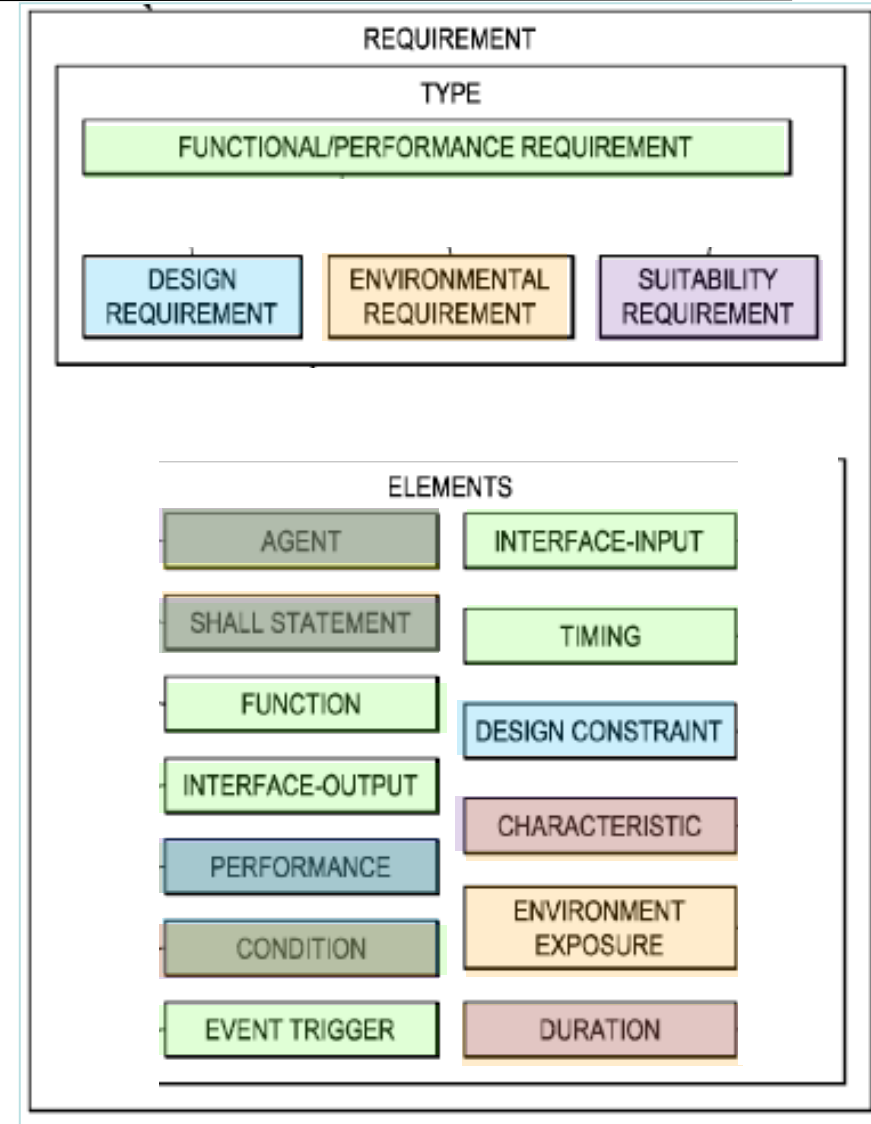 REQUIREMENT
TYPE
FUNCTIONAL/PERFORMANCE REQUIREMENT
DESIGN
REQUIREMENT
ENVIRONMENTAL
REQUIREMENT
SUITABILITY
REQUIREMENT
ELEMENTS
AGENT
SHALL STATEMENT
FUNCTION
INTERFACE-OUTPUT
PERFORMANCE
CONDITION
EVENT TRIGGER
INTERFACE-INPUT
TIMING
DESIGN CONSTRAINT
CHARACTERISTIC
ENVIRONMENT
EXPOSURE
DURATION